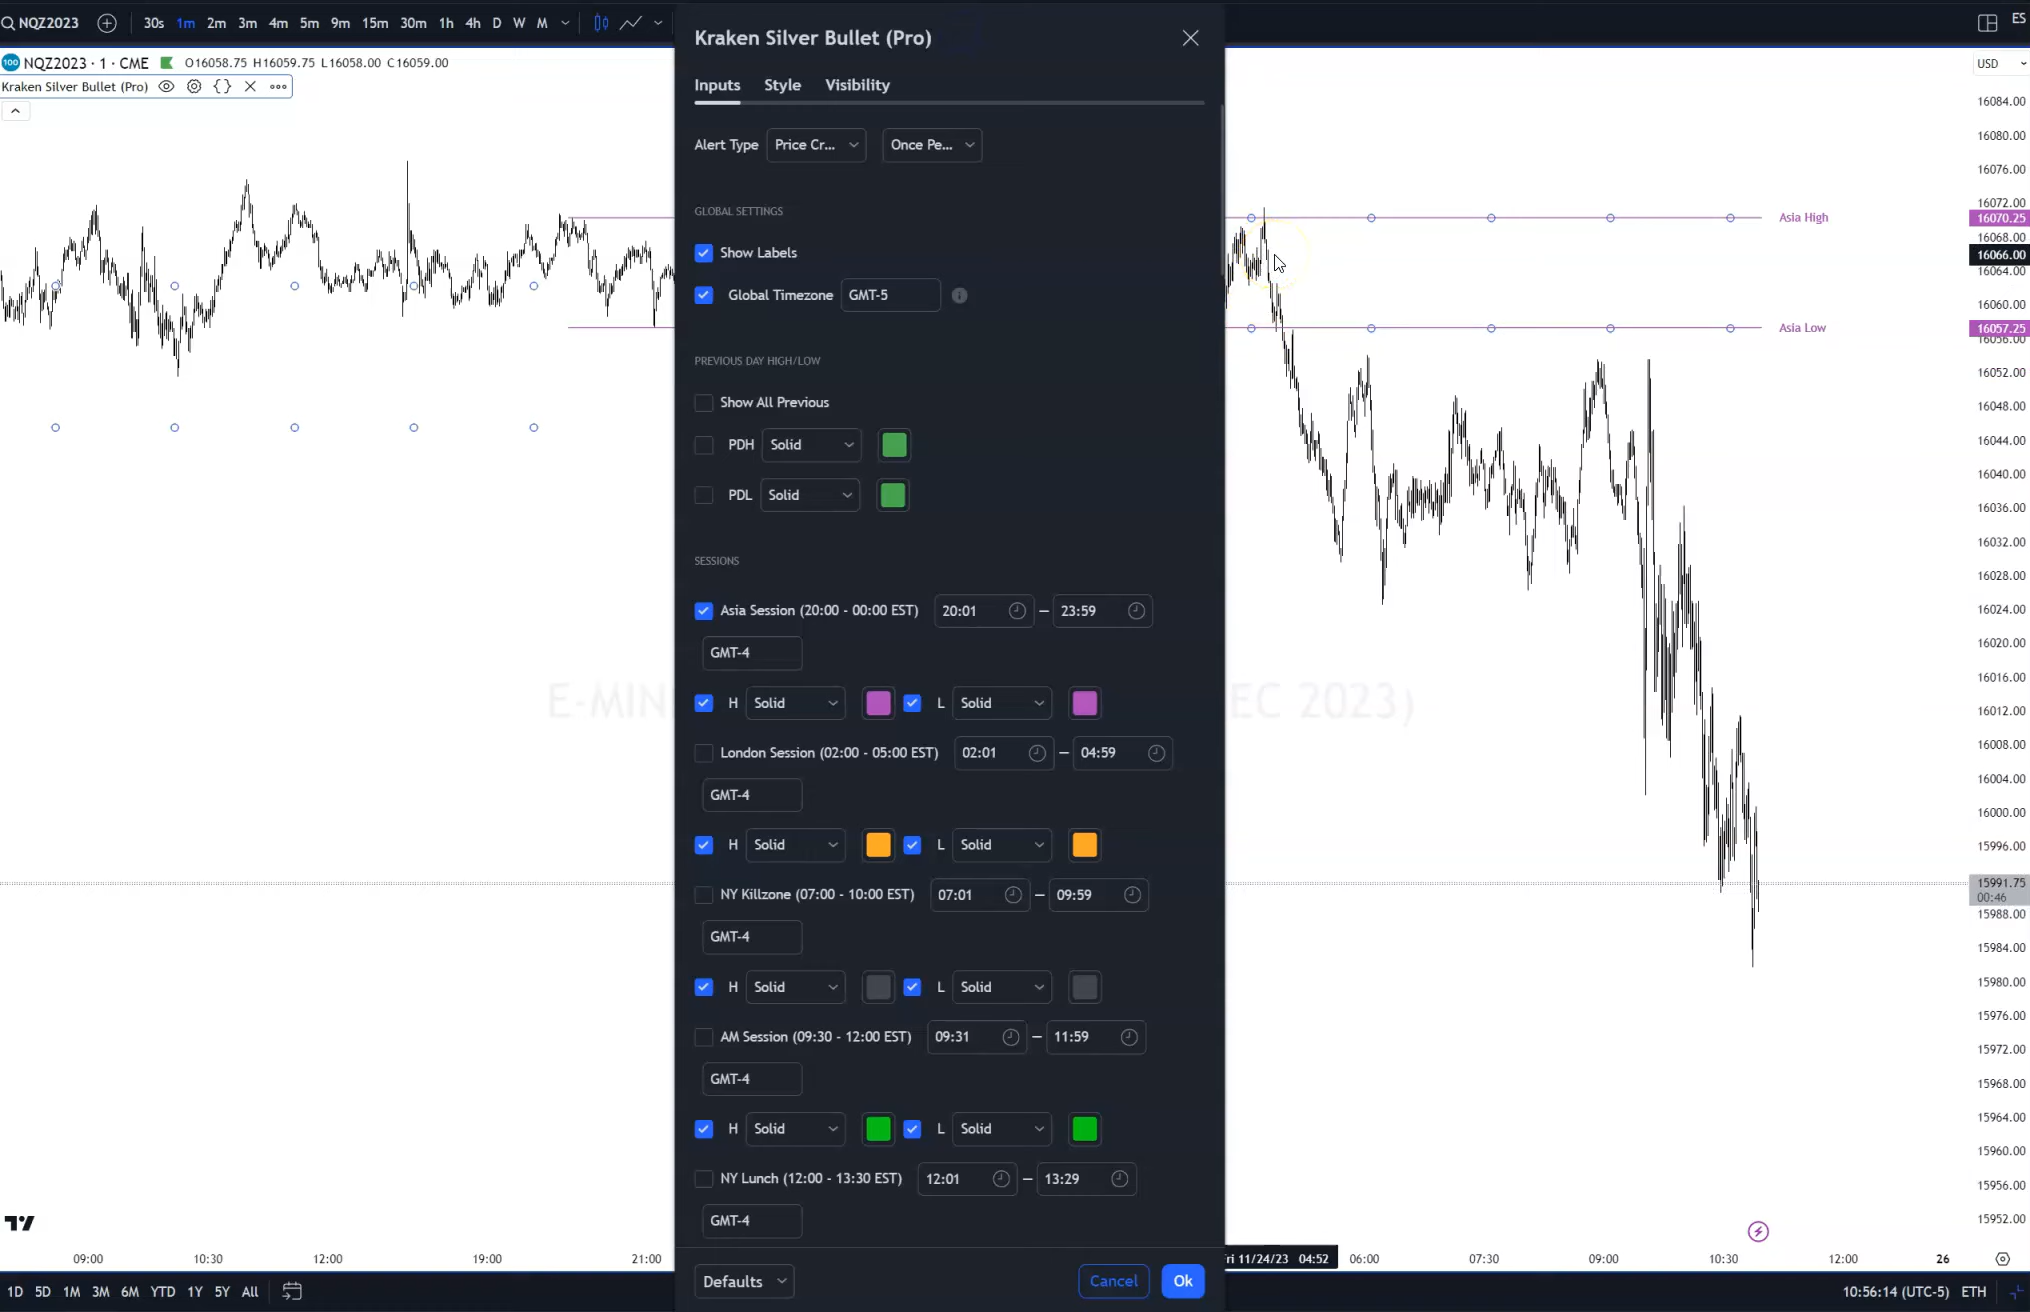 NQZ2023 30s 1m 2m 3m 4m 5m 9m 15m 30m 1h 4h D W M
ES
NQZ2023 · 1 · CME O16058.75 H16059.75 L16058.00 C16059.00
Kraken Silver Bullet (Pro)
Kraken Silver Bullet (Pro)
Inputs Style Visibility
Alert Type Price Cr... Once Pe...
GLOBAL SETTINGS
Show Labels
Global Timezone GMT-5
PREVIOUS DAY HIGH/LOW
Show All Previous
PDH Solid
PDL Solid
SESSIONS
Asia Session (20:00 - 00:00 EST) 20:01 — 23:59
GMT-4
H Solid L Solid
London Session (02:00 - 05:00 EST) 02:01 — 04:59
GMT-4
H Solid L Solid
NY Killzone (07:00 - 10:00 EST) 07:01 — 09:59
GMT-4
H Solid L Solid
AM Session (09:30 - 12:00 EST) 09:31 — 11:59
GMT-4
H Solid L Solid
NY Lunch (12:00 - 13:30 EST) 12:01 — 13:29
GMT-4
Defaults Cancel Ok
E-MIN
EC 2023)
Asia High
Asia Low
USD
16084.00
16080.00
16076.00
16072.00
16070.25
16068.00
16066.00
16064.00
16060.00
16057.25
16056.00
16052.00
16048.00
16044.00
16040.00
16036.00
16032.00
16028.00
16024.00
16020.00
16016.00
16012.00
16008.00
16004.00
16000.00
15996.00
15991.75
00:46
15988.00
15984.00
15980.00
15976.00
15972.00
15968.00
15964.00
15960.00
15956.00
15952.00
09:00 10:30 12:00 19:00 21:00 ri 11/24/23 04:52 06:00 07:30 09:00 10:30 12:00 26
1D 5D 1M 3M 6M YTD 1Y 5Y All
10:56:14 (UTC-5) ETH